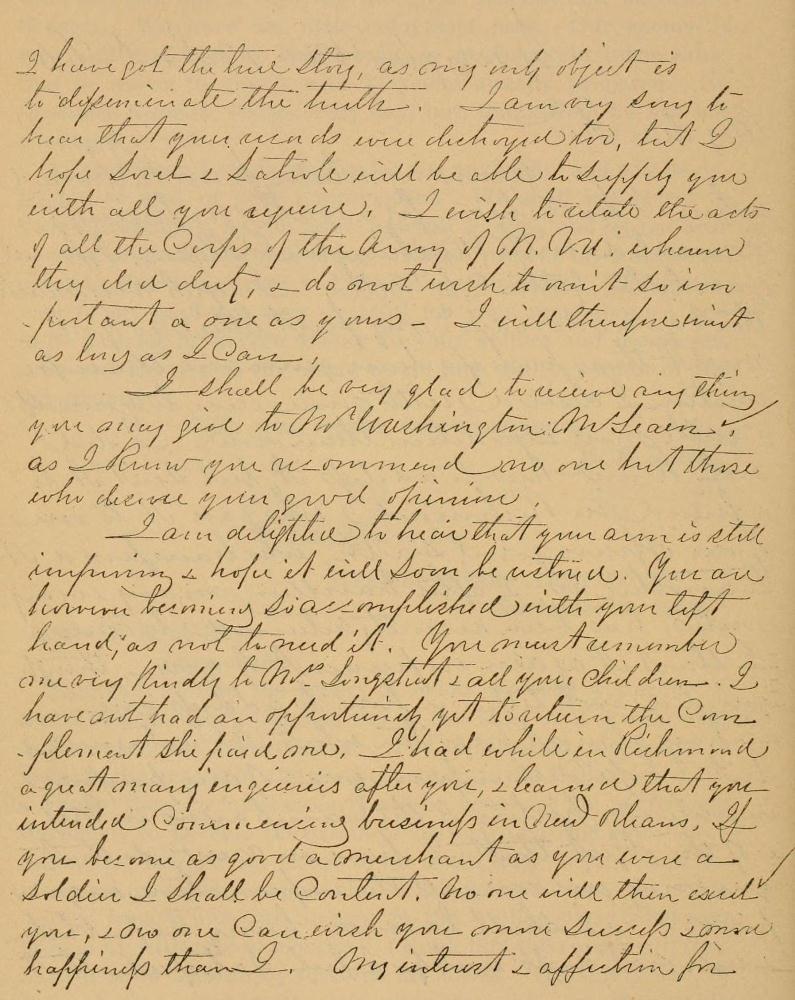 I have got the true story, as my only object is
to disseminate the truth. I am very sorry to
hear that your records were destroyed too, but I
hope Sorrel & Latrobe will be able to supply you
with all you require. I wish to relate the acts
of all the Corps of the Army of N. Va. wherein
they did duty, & do not wish to omit so im
-portant a one as yours - I will therefore wait
as long as I Can.
I shall be very glad to receive any thing
you may give to Mr Washington McLean,
as I Know you recommend no one but those
who deserve your good opinion.
I am delighted to hear that your arm is still
improving & hope it will soon be restored. You are
however becoming so accomplished with your left
hand, as not to need it. You must remember
me very Kindly to Mrs. Longstreet & all your Children. I
have not had an opportunity yet to return the Com
-plement she paid me. I had while in Richmond
a great many enquiries after you, & learned that you
intended Commencing business in New Orleans. If
you become as good a merchant as you were a
soldier I shall be Content. No one will then excel
you, & no one Can wish you more success & more
happiness than I. My interest & affection for